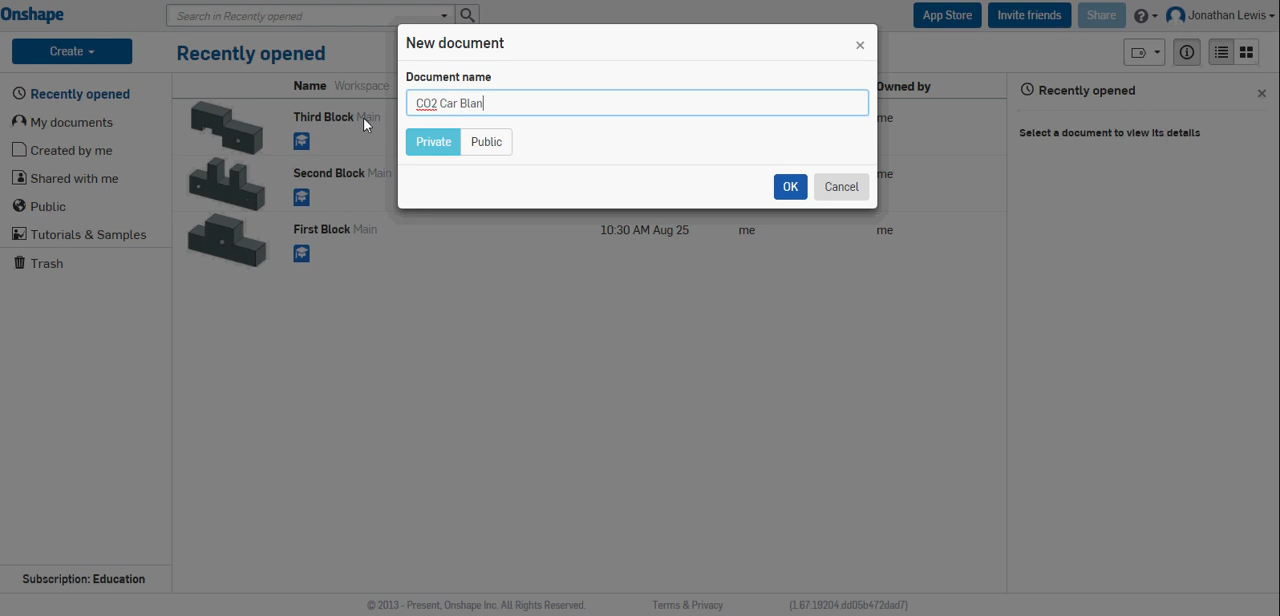 Onshape
Search in Recently opened
App Store
Invite friends
Share
Jonathan Lewis
Create
Recently opened
New document
Document name
CO2 Car Blan
Private
Public
OK
Cancel
Recently opened
My documents
Created by me
Shared with me
Public
Tutorials & Samples
Trash
Name Workspace
Owned by
Third Block Main
me
Second Block Main
me
First Block Main
10:30 AM Aug 25
me
me
Recently opened
Select a document to view its details
Subscription: Education
© 2013 - Present, Onshape Inc. All Rights Reserved.
Terms & Privacy
(1.67.19204.dd05b472dad7)